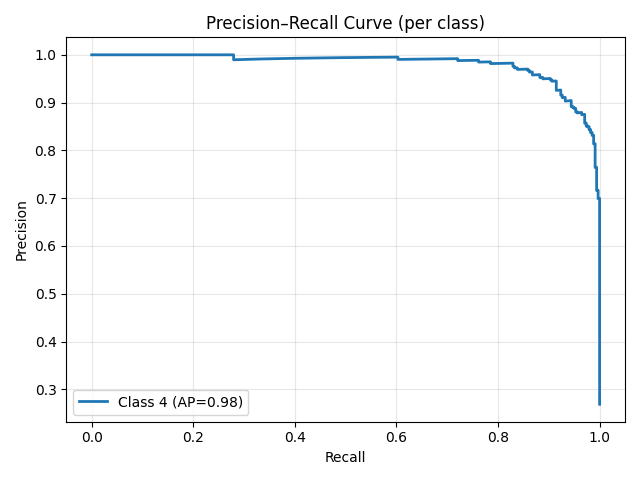 Precision–Recall Curve (per class)
Precision
1.0
0.9
0.8
0.7
0.6
0.5
0.4
0.3
Class 4 (AP=0.98)
0.0 0.2 0.4 0.6 0.8 1.0
Recall